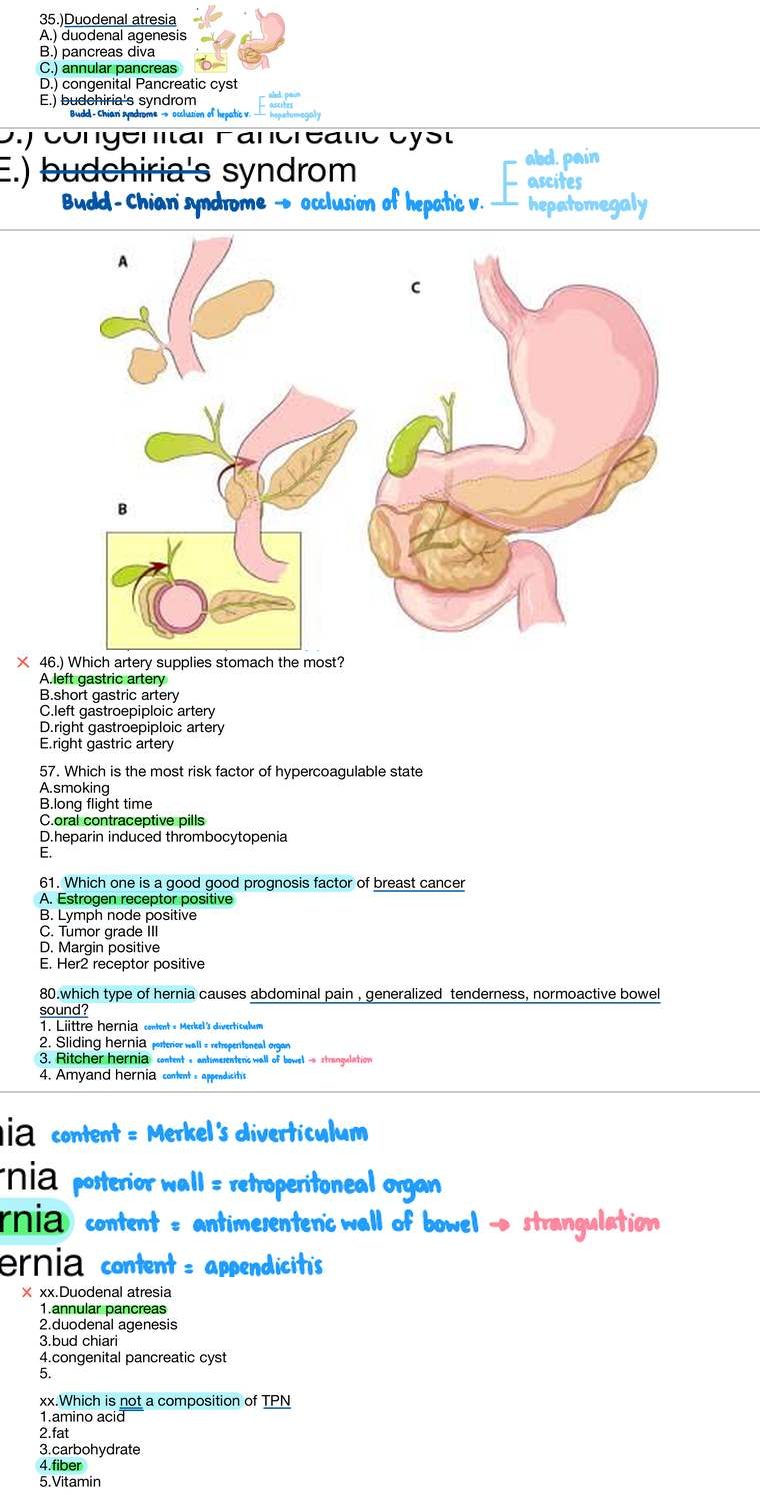 35.)Duodenal atresia
A.) duodenal agenesis
B.) pancreas diva
C.) annular pancreas
D.) congenital Pancreatic cyst
E.) budchiria's syndrom
Budd-Chiari syndrome → occlusion of hepatic v.
abd. pain
ascites
hepatomegaly
D.) congenital Pancreatic cyst
E.) budchiria's syndrom
Budd-Chiari syndrome → occlusion of hepatic v.
abd. pain
ascites
hepatomegaly
A
C
B
46.) Which artery supplies stomach the most?
A.left gastric artery
B.short gastric artery
C.left gastroepiploic artery
D.right gastroepiploic artery
E.right gastric artery
57. Which is the most risk factor of hypercoagulable state
A.smoking
B.long flight time
C.oral contraceptive pills
D.heparin induced thrombocytopenia
E.
61. Which one is a good good prognosis factor of breast cancer
A. Estrogen receptor positive
B. Lymph node positive
C. Tumor grade III
D. Margin positive
E. Her2 receptor positive
80.which type of hernia causes abdominal pain , generalized tenderness, normoactive bowel
sound?
1. Liittre hernia content = Merkel's diverticulum
2. Sliding hernia posterior wall = retroperitoneal organ
3. Ritcher hernia content = antimesenteric wall of bowel → strangulation
4. Amyand hernia content = appendicitis
nia content = Merkel's diverticulum
rnia posterior wall = retroperitoneal organ
rnia content = antimesenteric wall of bowel → strangulation
ernia content = appendicitis
xx.Duodenal atresia
1.annular pancreas
2.duodenal agenesis
3.bud chiari
4.congenital pancreatic cyst
5.
xx.Which is not a composition of TPN
1.amino acid
2.fat
3.carbohydrate
4.fiber
5.Vitamin